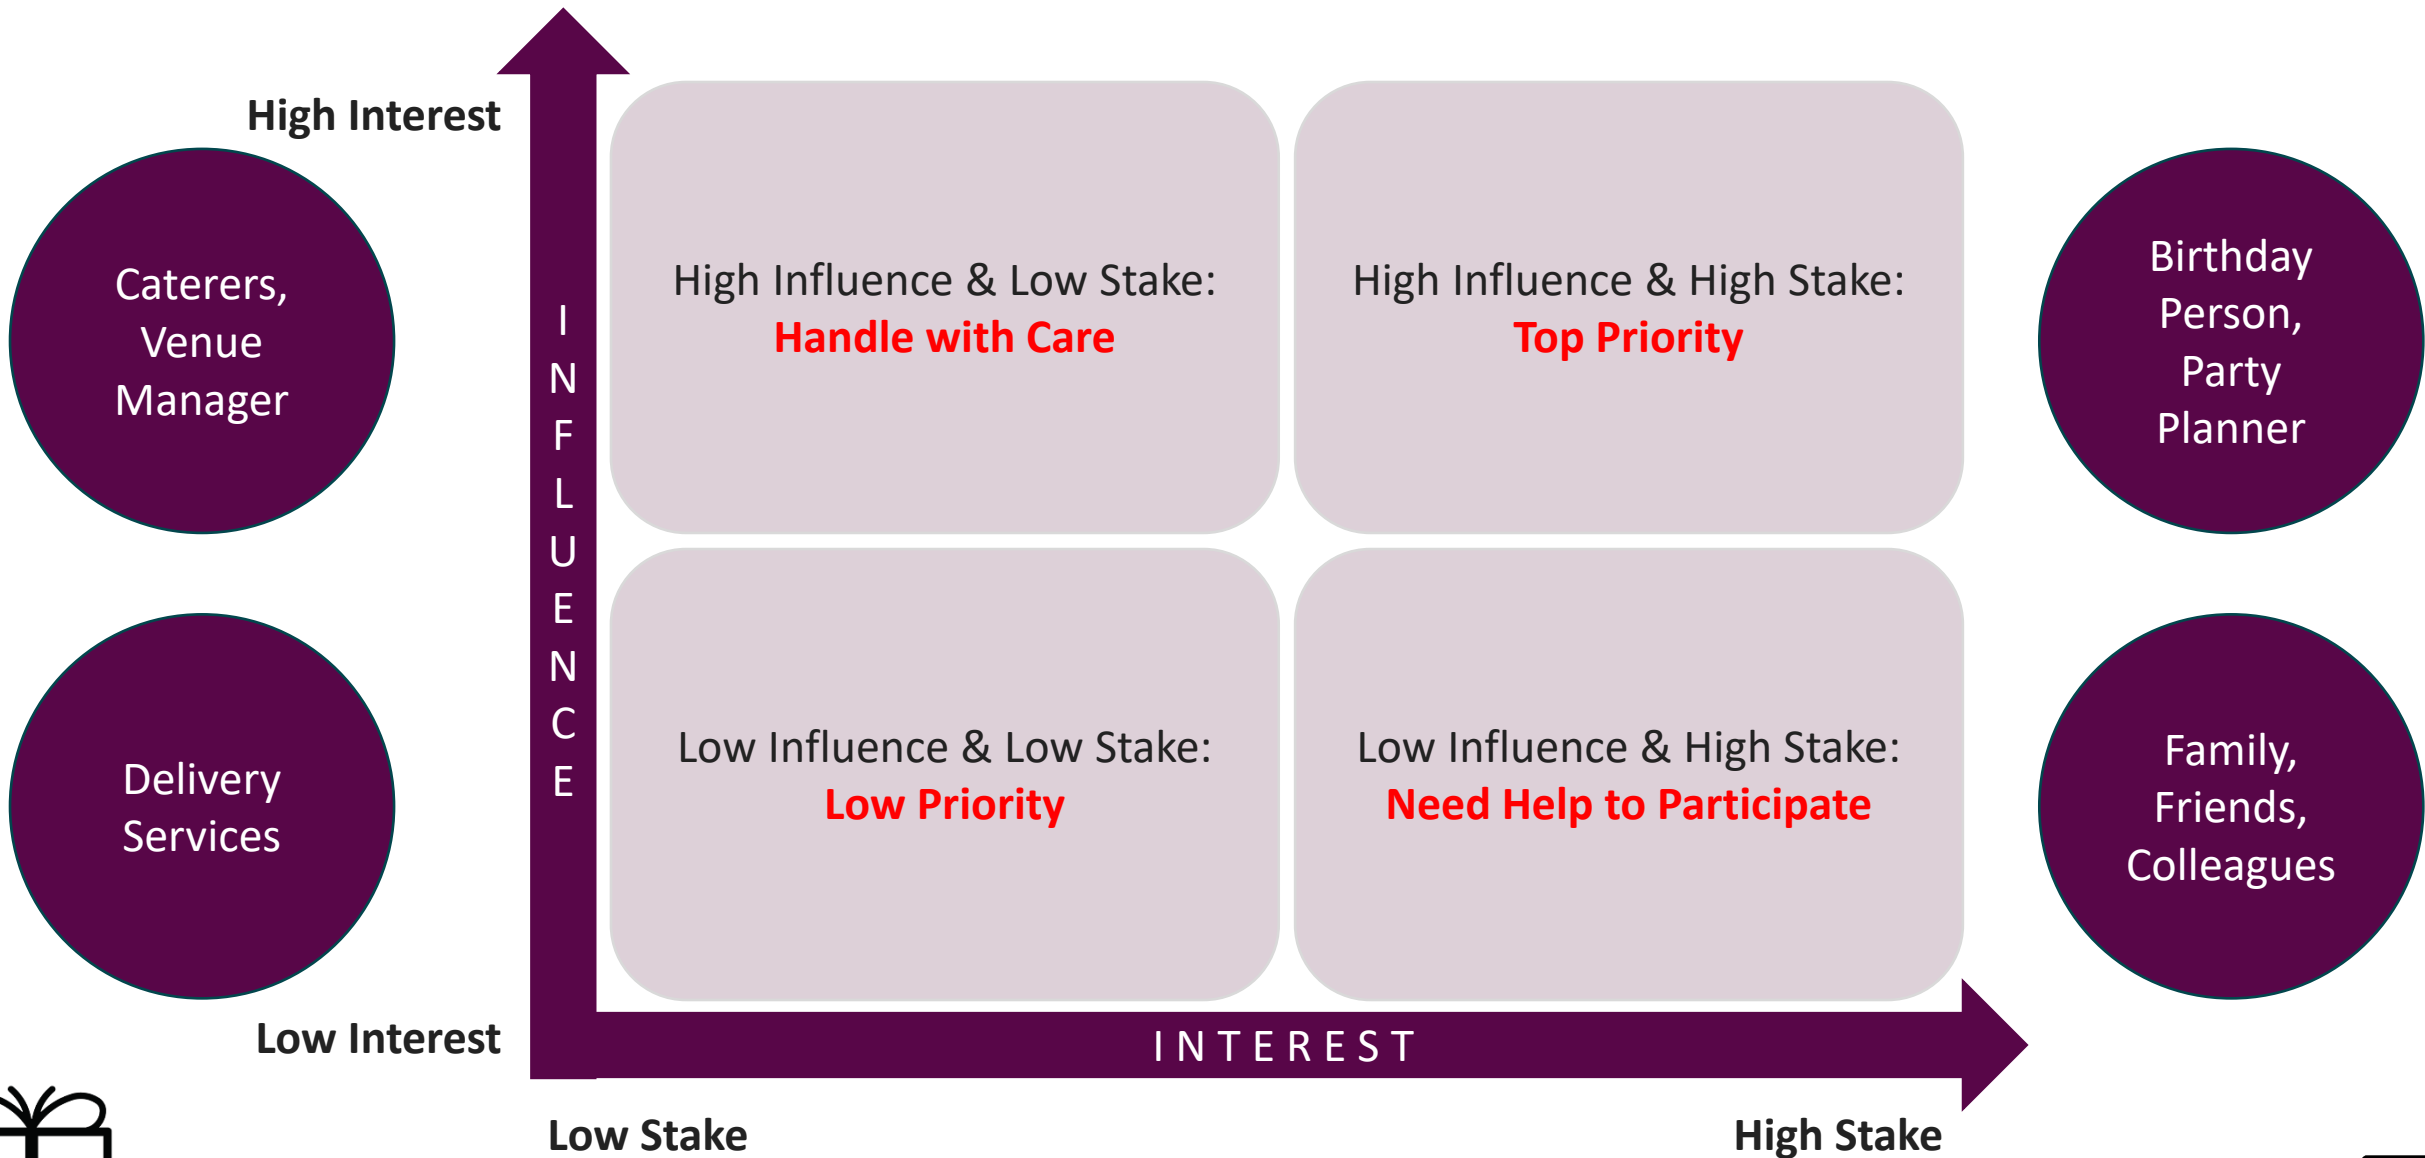 High Interest
Caterers,
Venue
Manager
Delivery
Services
Low Interest
INFLUENCE
High Influence & Low Stake:
Handle with Care
High Influence & High Stake:
Top Priority
Low Influence & Low Stake:
Low Priority
Low Influence & High Stake:
Need Help to Participate
Birthday
Person,
Party
Planner
Family,
Friends,
Colleagues
INTEREST
Low Stake
High Stake